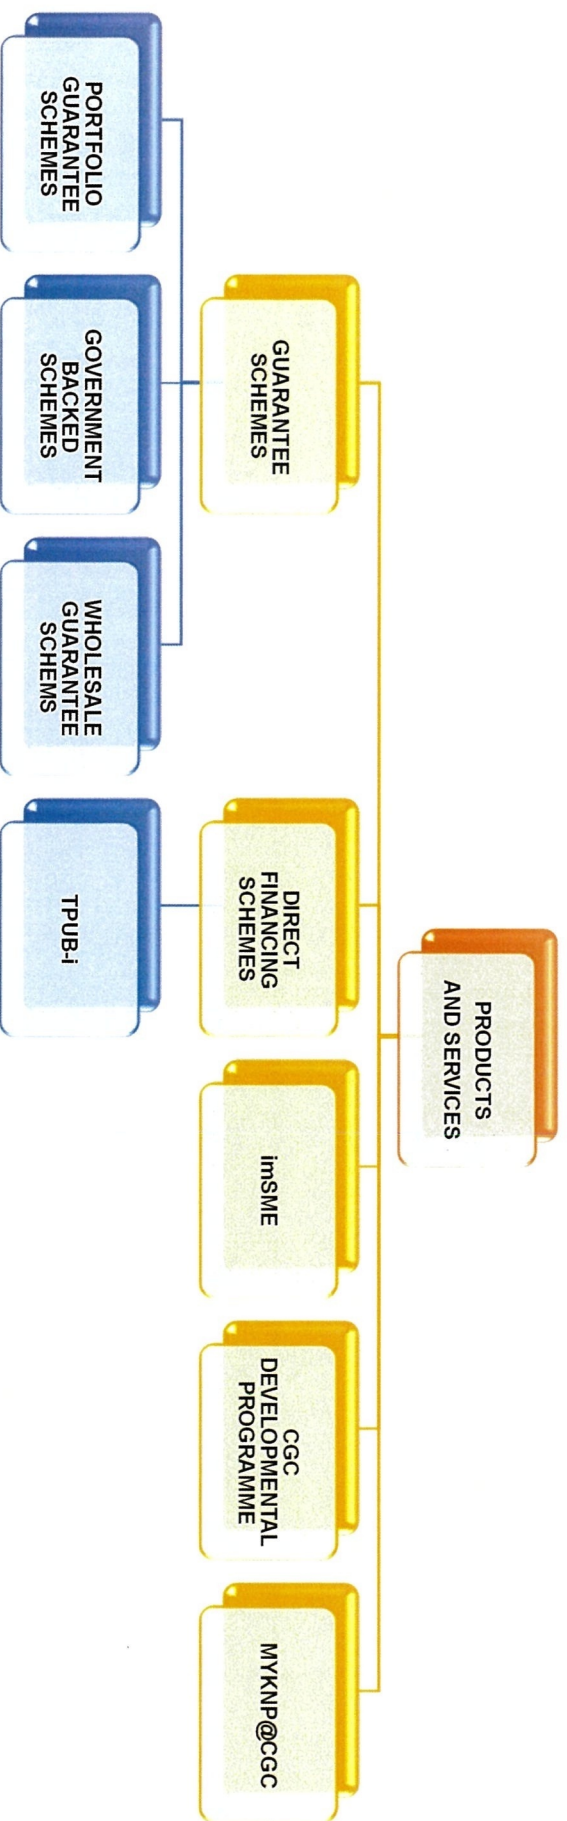 PRODUCTS
AND SERVICES
GUARANTEE
SCHEMES
DIRECT
FINANCING
SCHEMES
imSME
CGC
DEVELOPMENTAL
PROGRAMME
MYKNP@CGC
PORTFOLIO
GUARANTEE
SCHEMES
GOVERNMENT
BACKED
SCHEMES
WHOLESALE
GUARANTEE
SCHEMS
TPUB-i